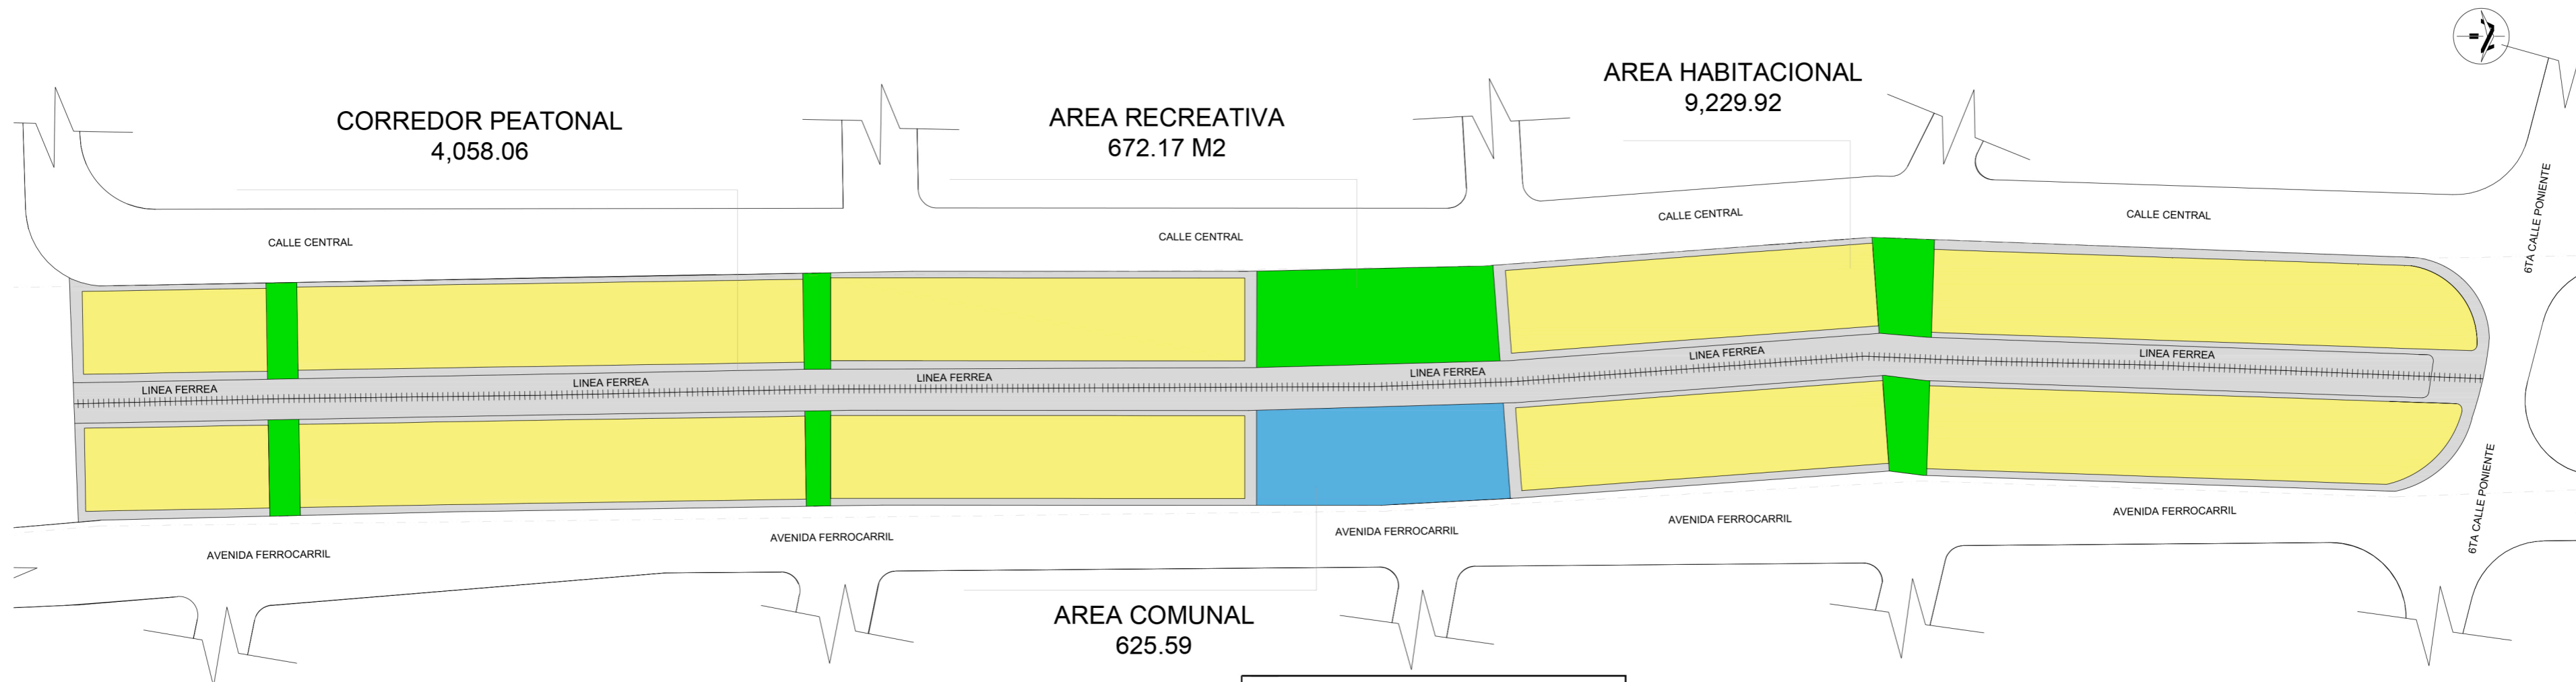 AREA HABITACIONAL
9,229.92
CORREDOR PEATONAL
4,058.06
AREA RECREATIVA
672.17 M2
6TA CALLE PONIENTE
CALLE CENTRAL
CALLE CENTRAL
CALLE CENTRAL
CALLE CENTRAL
LINEA FERREA
LINEA FERREA
LINEA FERREA
LINEA FERREA
LINEA FERREA
LINEA FERREA
6TA CALLE PONIENTE
AVENIDA FERROCARRIL
AVENIDA FERROCARRIL
AVENIDA FERROCARRIL
AVENIDA FERROCARRIL
AVENIDA FERROCARRIL
AREA COMUNAL
625.59